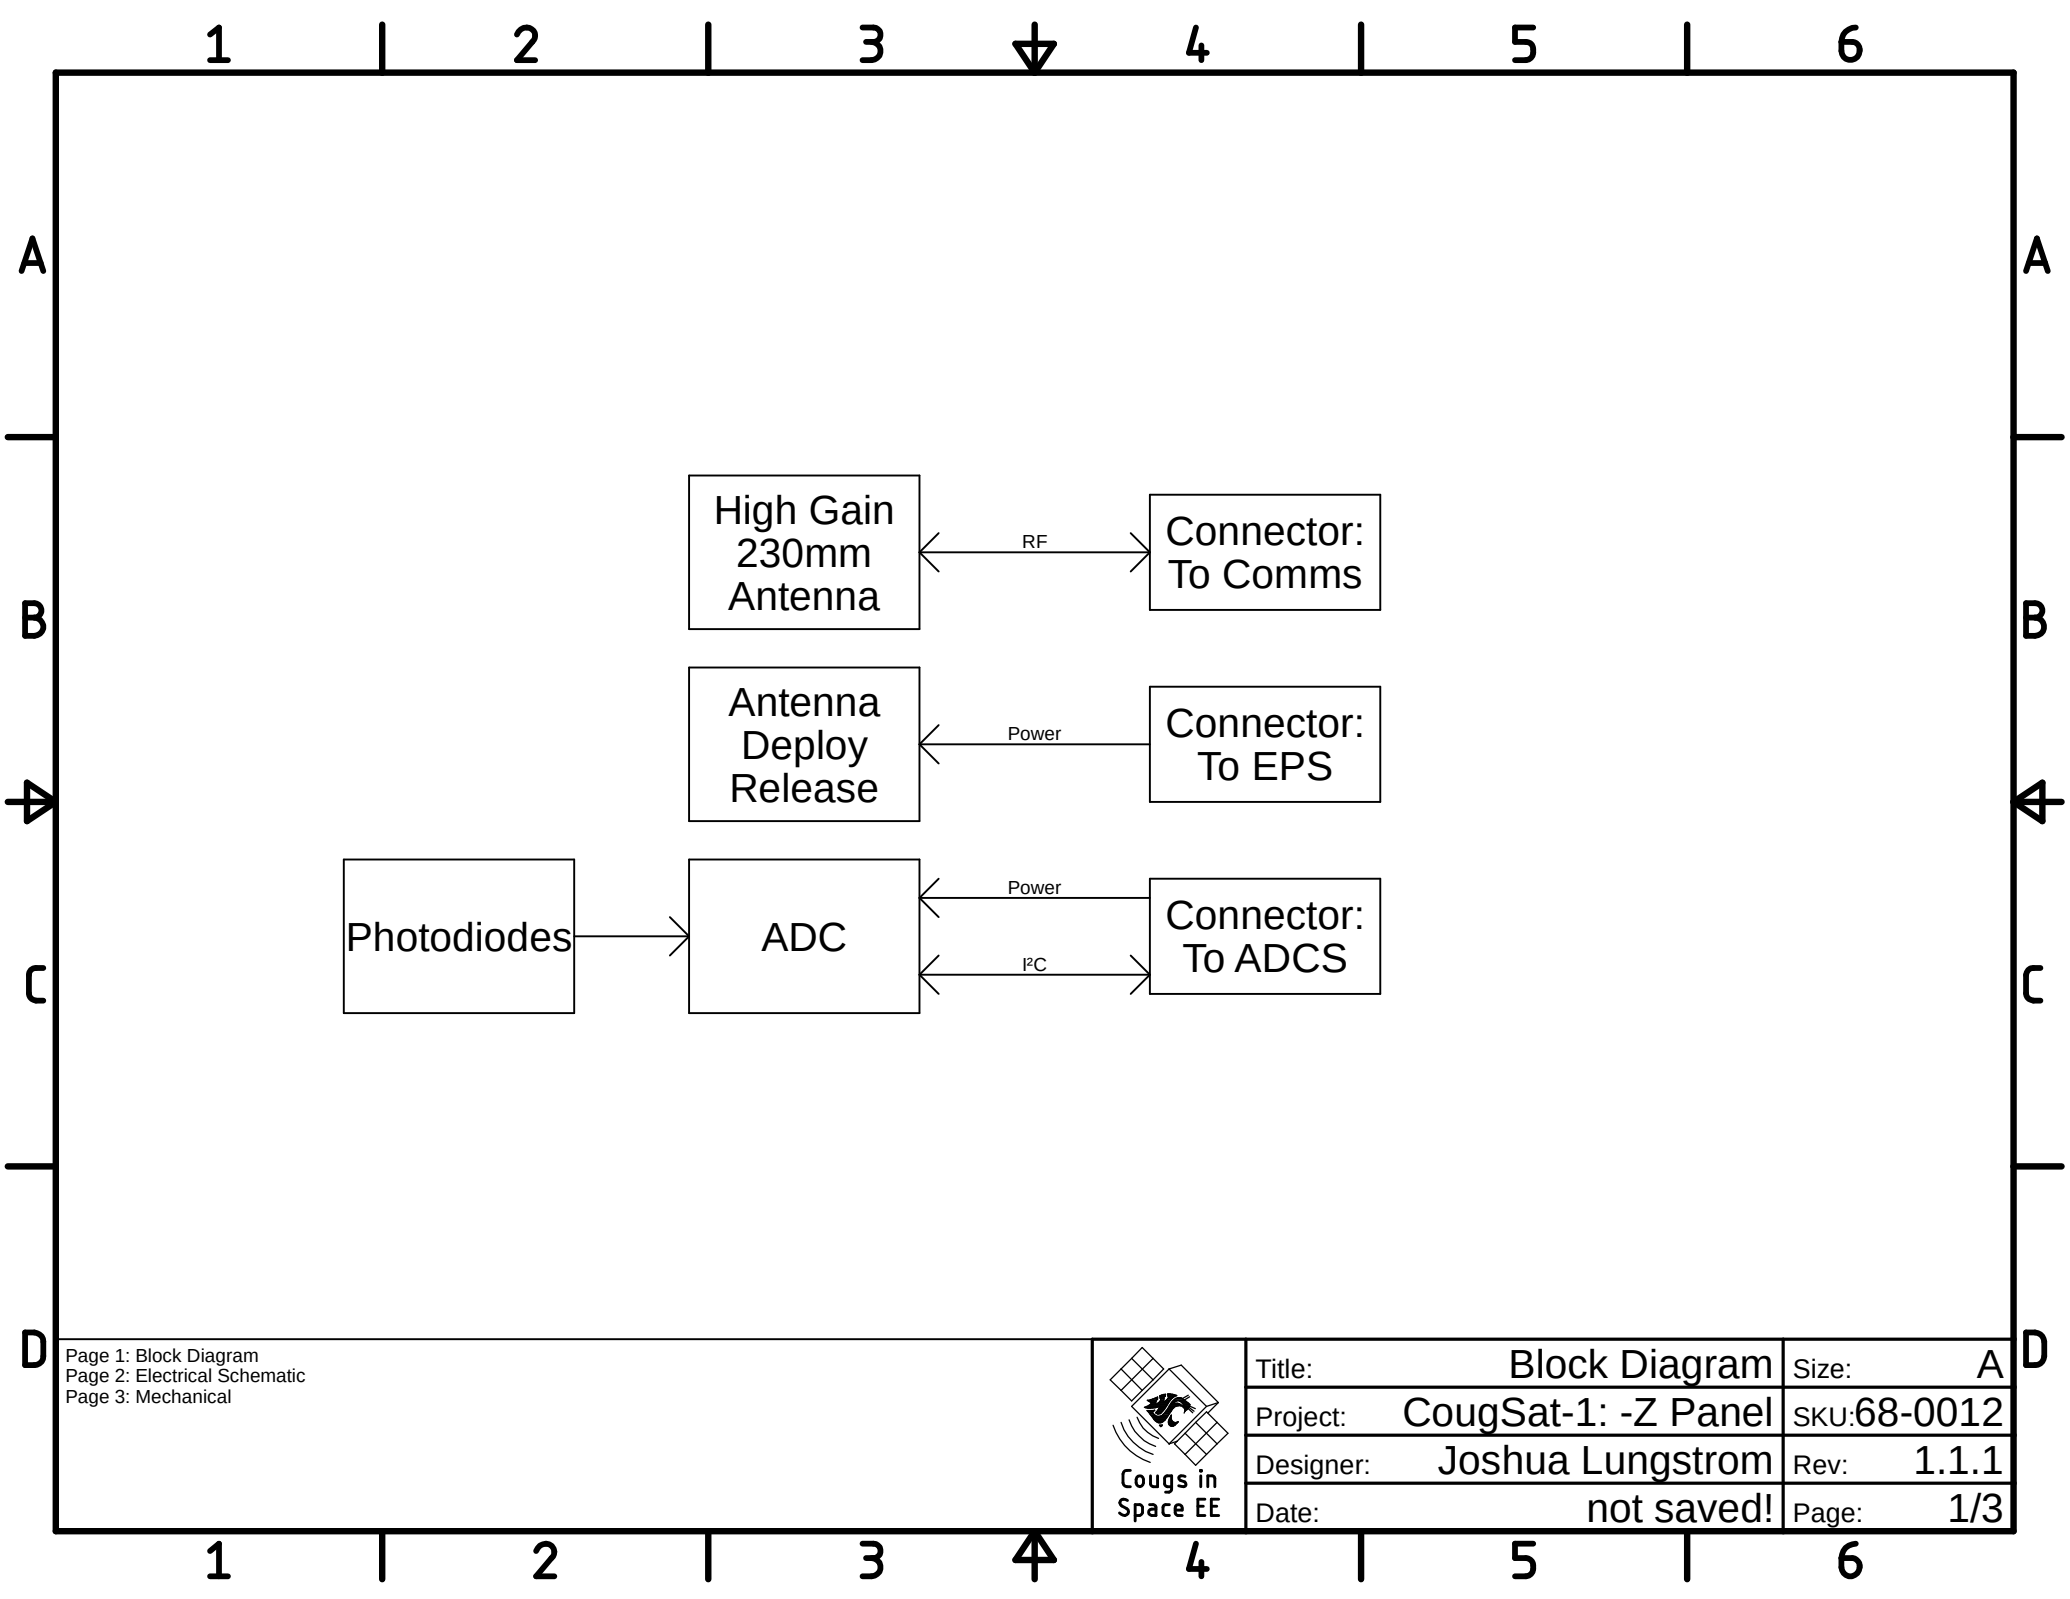 1 2 3 4 5 6
A A
High Gain
230mm
Antenna
RF
Connector:
To Comms
B B
Antenna
Deploy
Release
Power
Connector:
To EPS
Photodiodes
ADC
Power
I²C
Connector:
To ADCS
C C
D D
Page 1: Block Diagram
Page 2: Electrical Schematic
Page 3: Mechanical
Cougs in
Space EE
Title: Block Diagram Size: A
Project: CougSat-1: -Z Panel SKU:68-0012
Designer: Joshua Lungstrom Rev: 1.1.1
Date: not saved! Page: 1/3
1 2 3 4 5 6